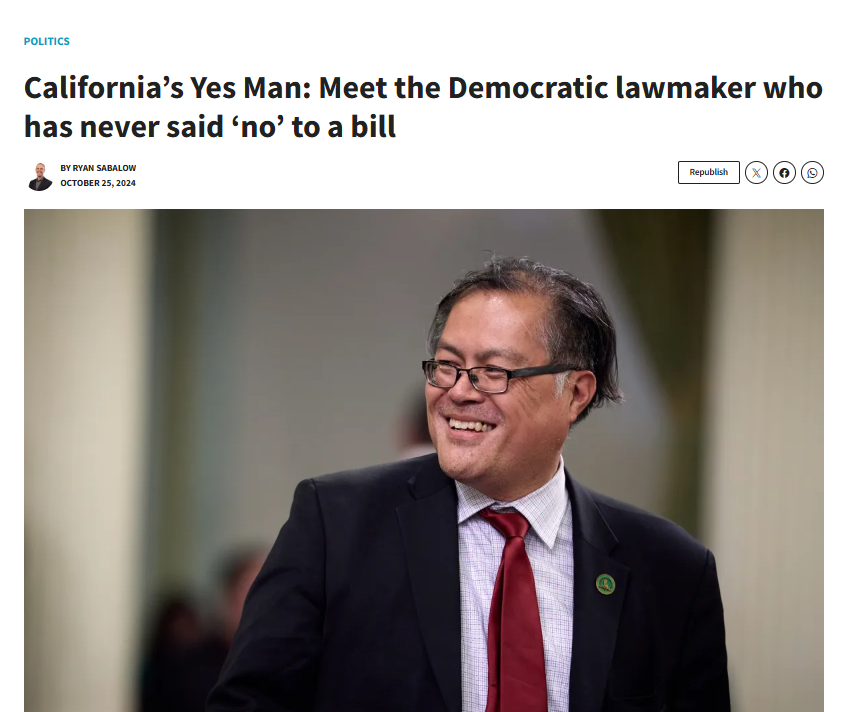 POLITICS
California’s Yes Man: Meet the Democratic lawmaker who
has never said ‘no’ to a bill
BY RYAN SABALOW
OCTOBER 25, 2024
Republish